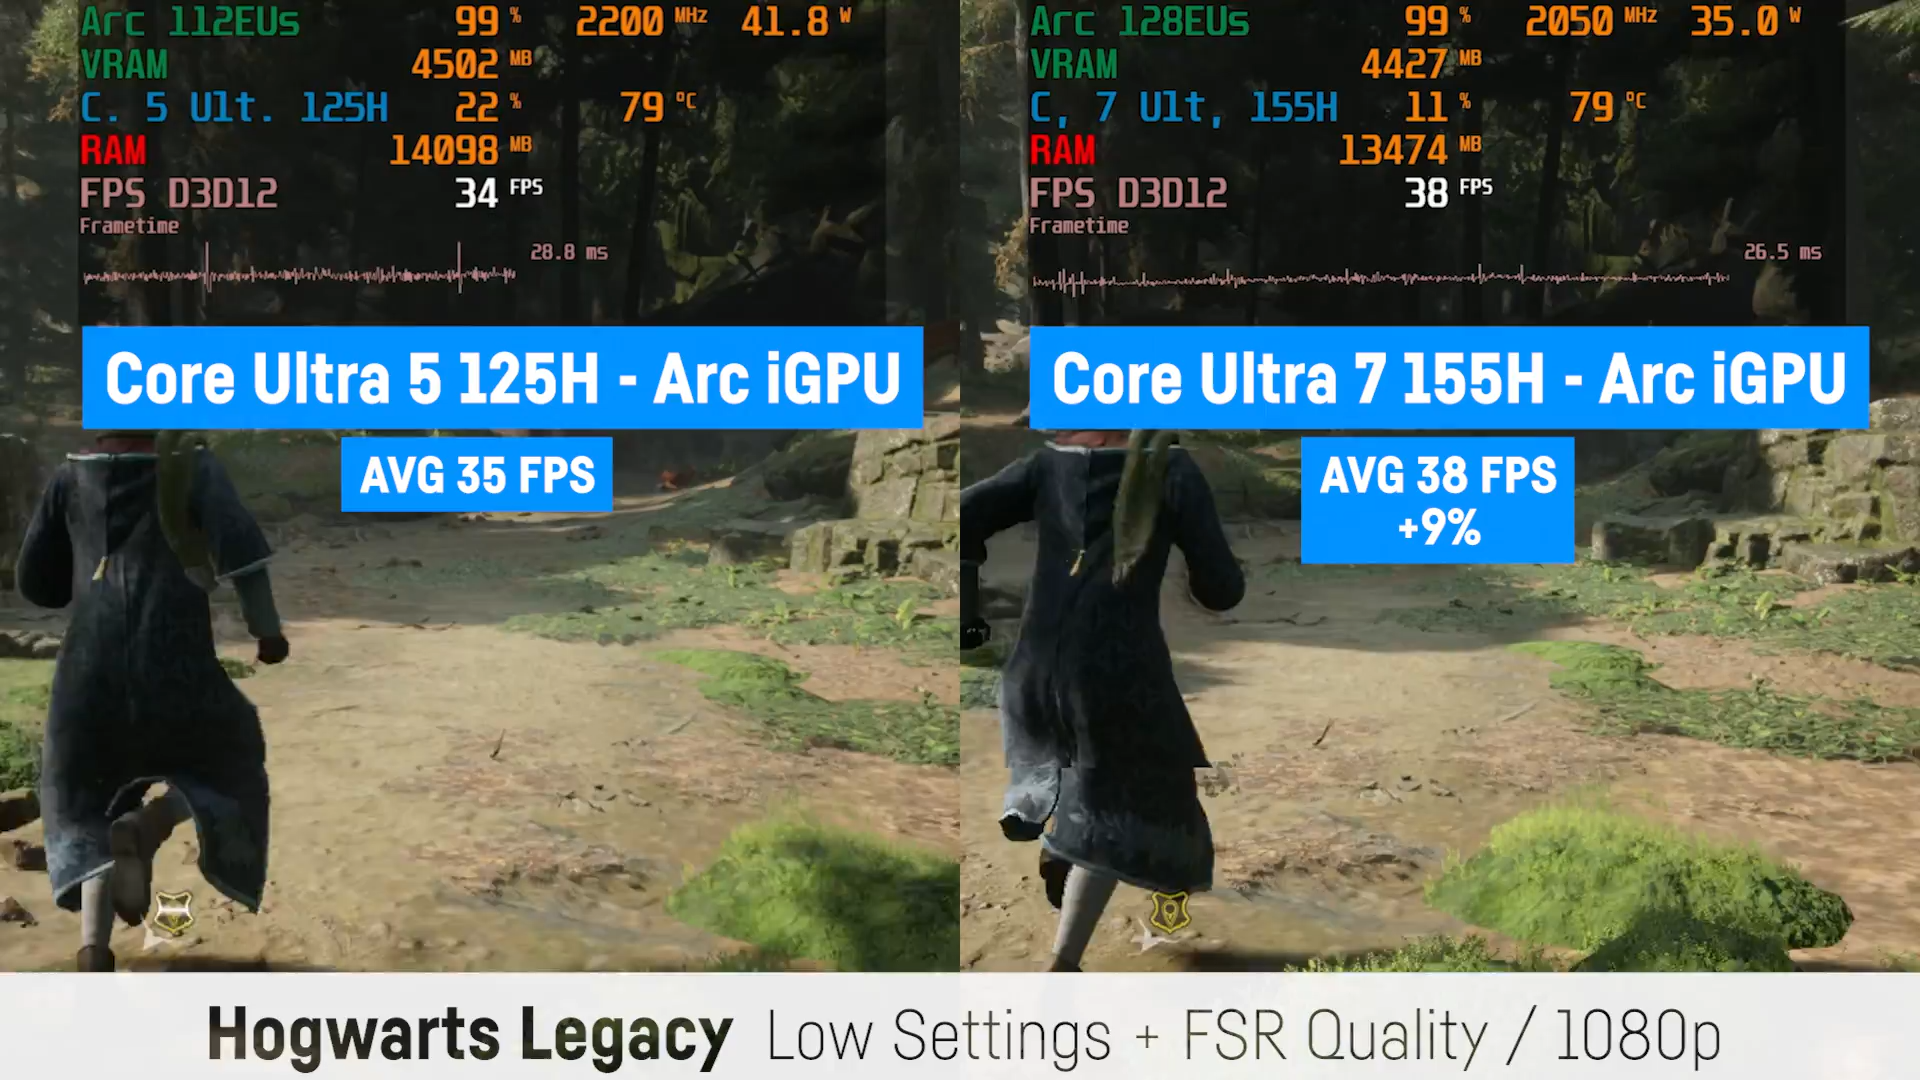 Arc 112EUs 99 % 2200 MHz 41.8 W
VRAM 4502 MB
C. 5 Ult. 125H 22 % 79 °C
RAM 14098 MB
FPS D3D12 34 FPS
Frametime
28.8 ms
Core Ultra 5 125H - Arc iGPU
AVG 35 FPS
Arc 128EUs 99 % 2050 MHz 35.0 W
VRAM 4427 MB
C, 7 Ult, 155H 11 % 79 °C
RAM 13474 MB
FPS D3D12 38 FPS
Frametime
26.5 ms
Core Ultra 7 155H - Arc iGPU
AVG 38 FPS
+9%
Hogwarts Legacy Low Settings + FSR Quality / 1080p